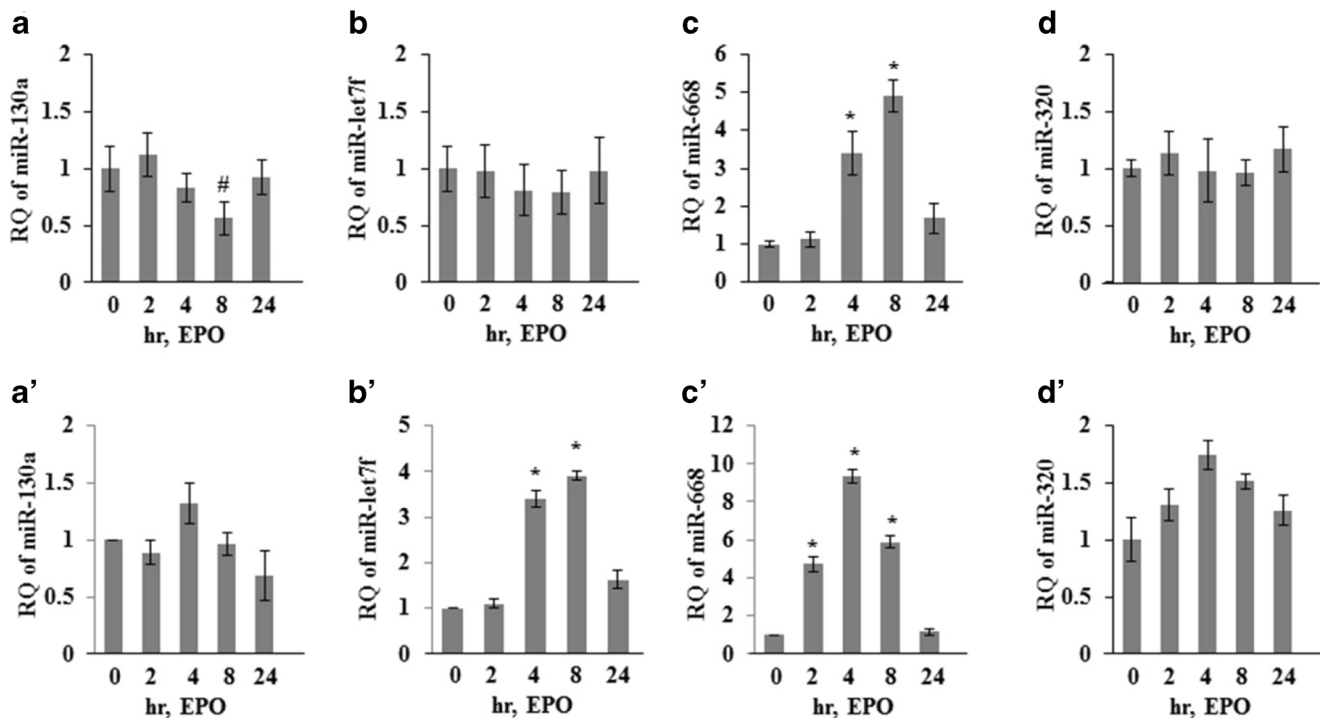 a
2
1.5
1
0.5
0
RQ of miR-130a
#
0 2 4 8 24
hr, EPO
b
2
1.5
1
0.5
0
RQ of miR-let7f
0 2 4 8 24
hr, EPO
c
6
5
4
3
2
1
0
RQ of miR-668
* *
0 2 4 8 24
hr, EPO
d
2
1.5
1
0.5
0
RQ of miR-320
0 2 4 8 24
hr, EPO
a’
2
1.5
1
0.5
0
RQ of miR-130a
0 2 4 8 24
hr, EPO
b’
5
4
3
2
1
0
RQ of miR-let7f
* *
0 2 4 8 24
hr, EPO
c’
12
10
8
6
4
2
0
RQ of miR-668
* * *
0 2 4 8 24
hr, EPO
d’
2
1.5
1
0.5
0
RQ of miR-320
0 2 4 8 24
hr, EPO